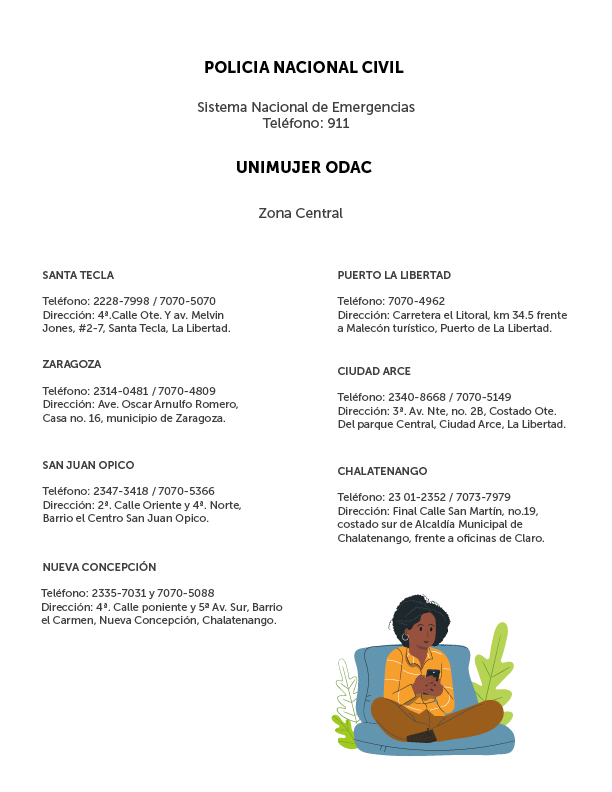 POLICIA NACIONAL CIVIL
Sistema Nacional de Emergencias
Teléfono: 911
UNIMUJER ODAC
Zona Central
SANTA TECLA
Teléfono: 2228-7998 / 7070-5070
Dirección: 4ª.Calle Ote. Y av. Melvin
Jones, #2-7, Santa Tecla, La Libertad.
ZARAGOZA
Teléfono: 2314-0481 / 7070-4809
Dirección: Ave. Oscar Arnulfo Romero,
Casa no. 16, municipio de Zaragoza.
SAN JUAN OPICO
Teléfono: 2347-3418 / 7070-5366
Dirección: 2ª. Calle Oriente y 4ª. Norte,
Barrio el Centro San Juan Opico.
NUEVA CONCEPCIÓN
Teléfono: 2335-7031 y 7070-5088
Dirección: 4ª. Calle poniente y 5ª Av. Sur, Barrio
el Carmen, Nueva Concepción, Chalatenango.
PUERTO LA LIBERTAD
Teléfono: 7070-4962
Dirección: Carretera el Litoral, km 34.5 frente
a Malecón turístico, Puerto de La Libertad.
CIUDAD ARCE
Teléfono: 2340-8668 / 7070-5149
Dirección: 3ª. Av. Nte, no. 2B, Costado Ote.
Del parque Central, Ciudad Arce, La Libertad.
CHALATENANGO
Teléfono: 23 01-2352 / 7073-7979
Dirección: Final Calle San Martín, no.19,
costado sur de Alcaldía Municipal de
Chalatenango, frente a oficinas de Claro.